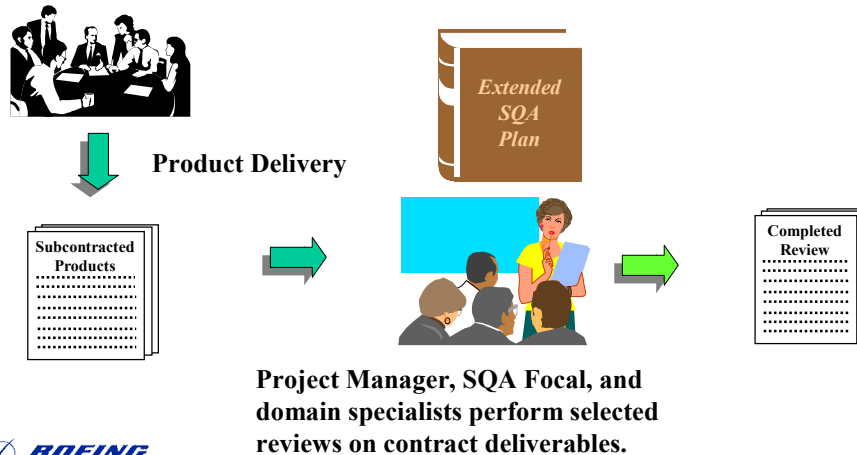 Extended
SQA
Plan
Product Delivery
Subcontracted
Products
Completed
Review
Project Manager, SQA Focal, and
domain specialists perform selected
reviews on contract deliverables.
BOEING